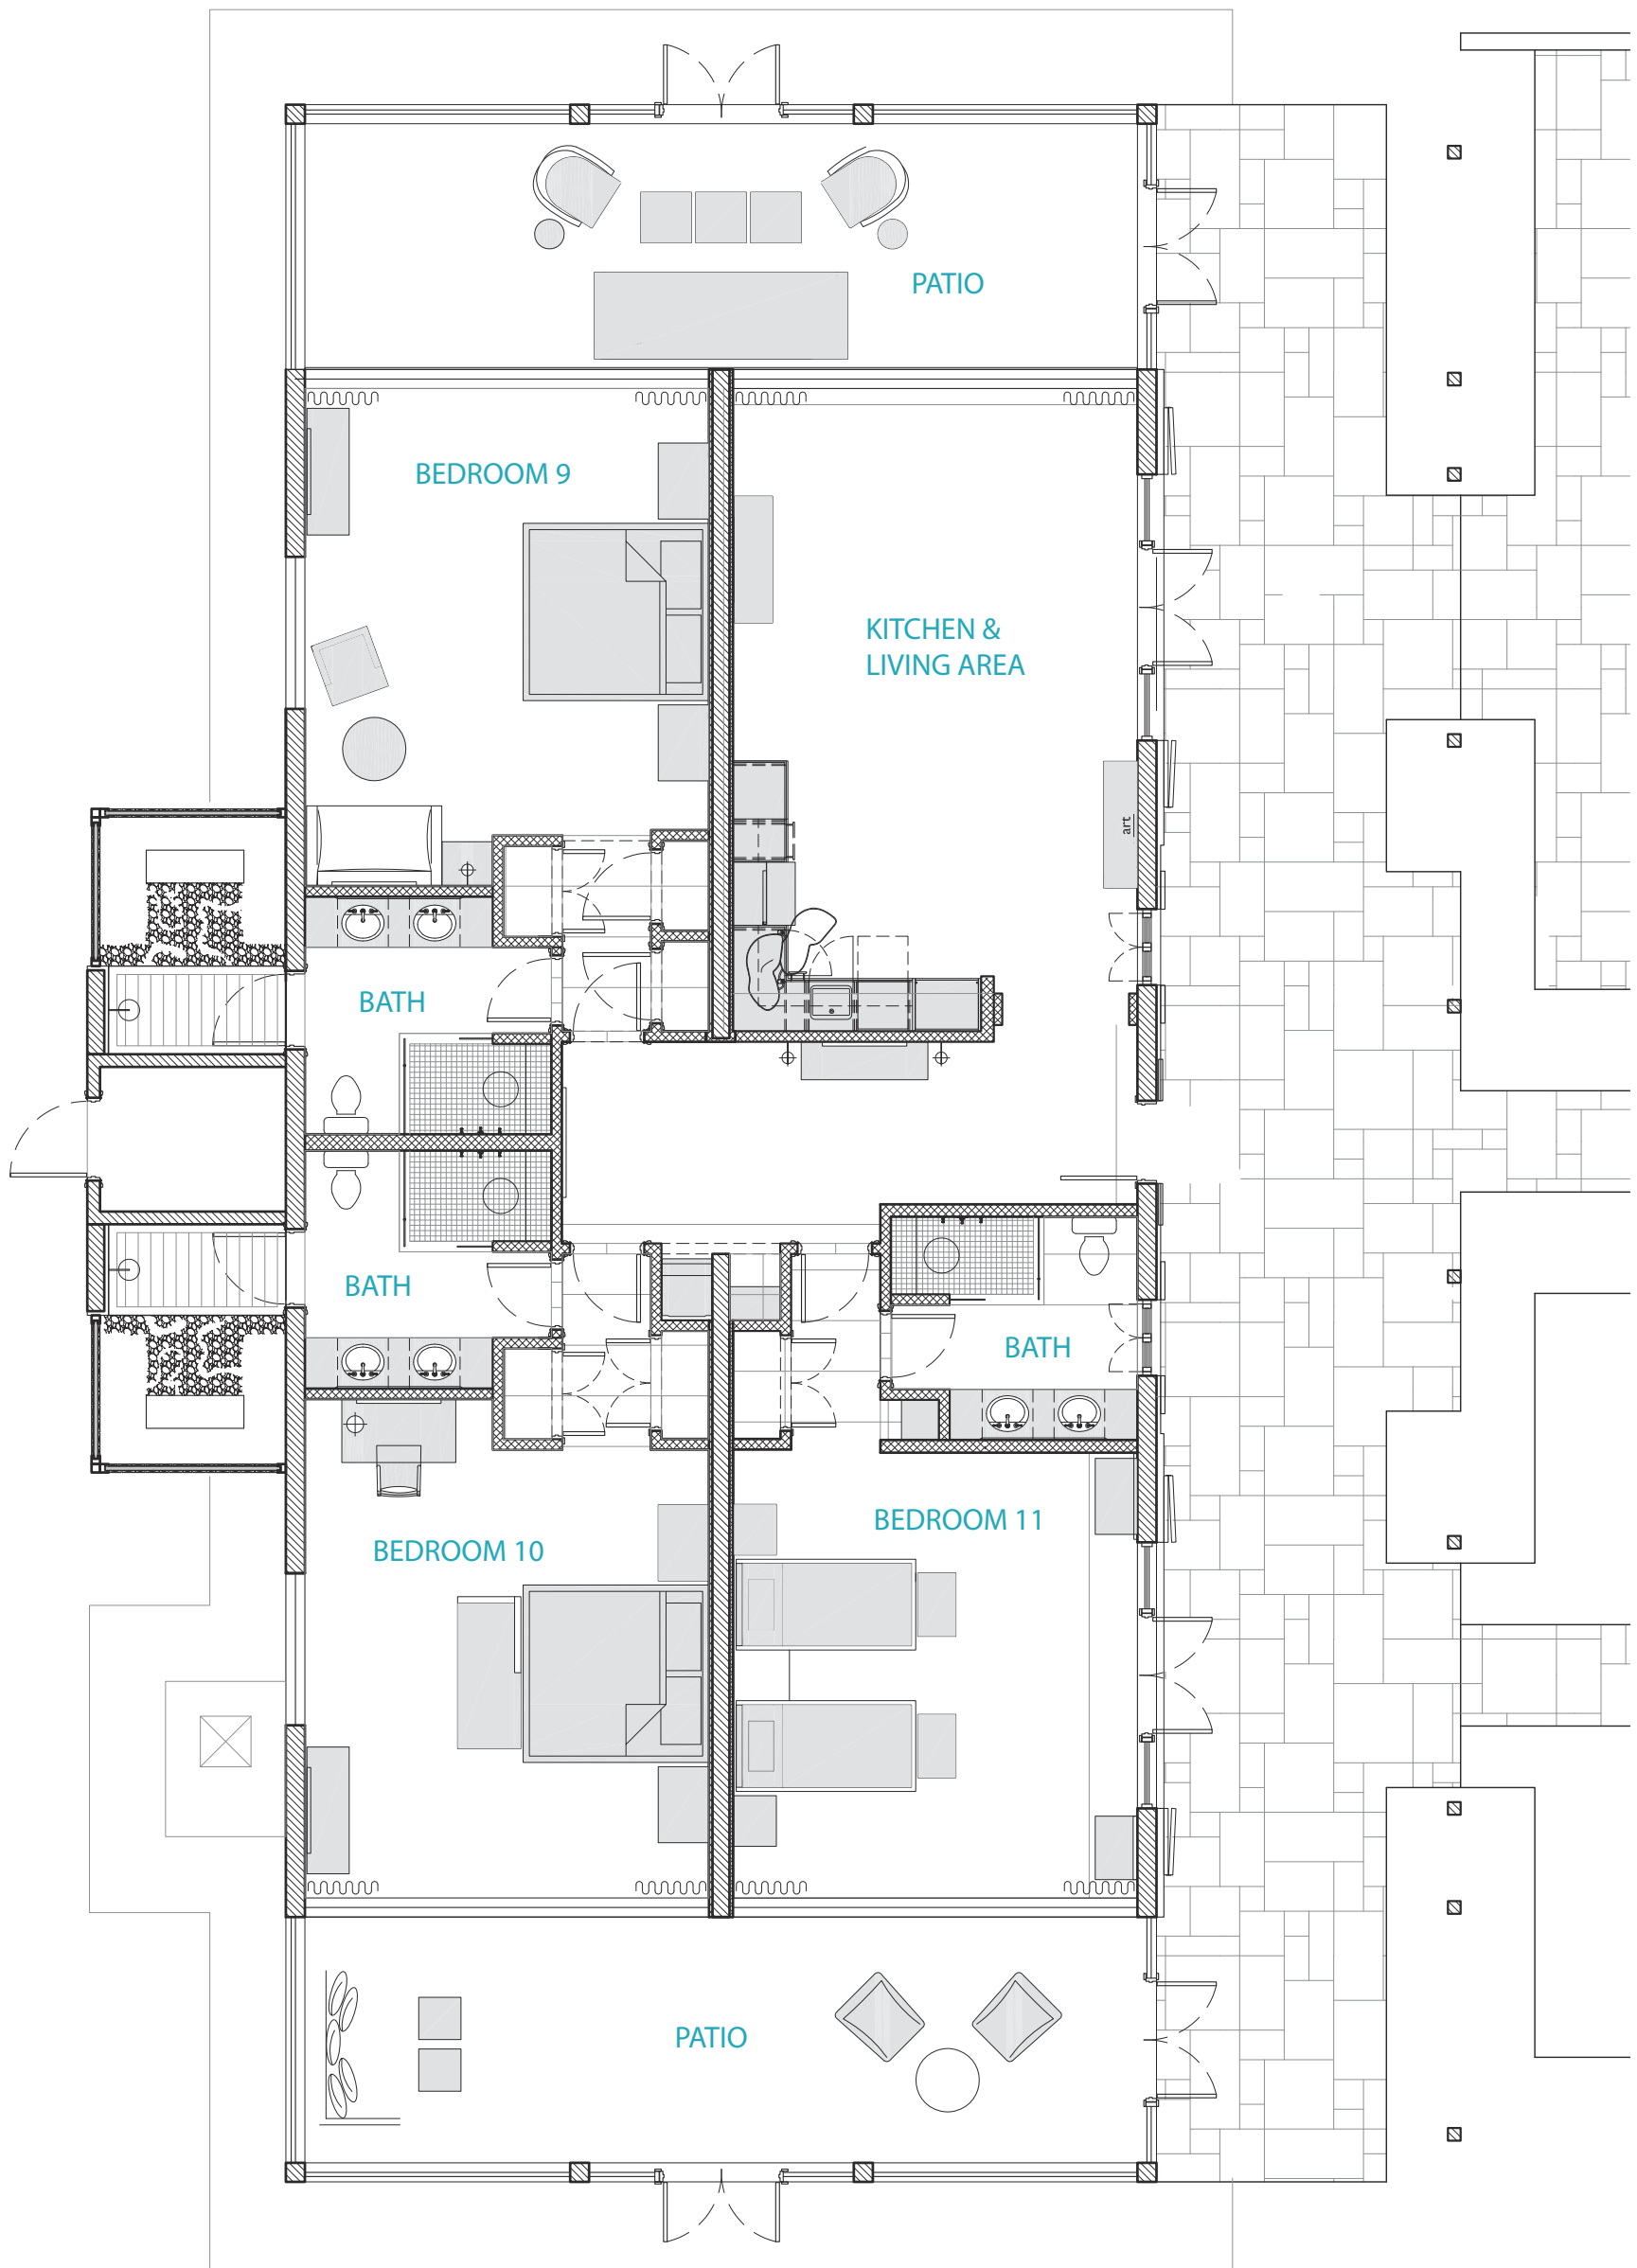 PATIO
BEDROOM 9
KITCHEN &
LIVING AREA
art
BATH
BATH
BATH
BEDROOM 11
BEDROOM 10
PATIO